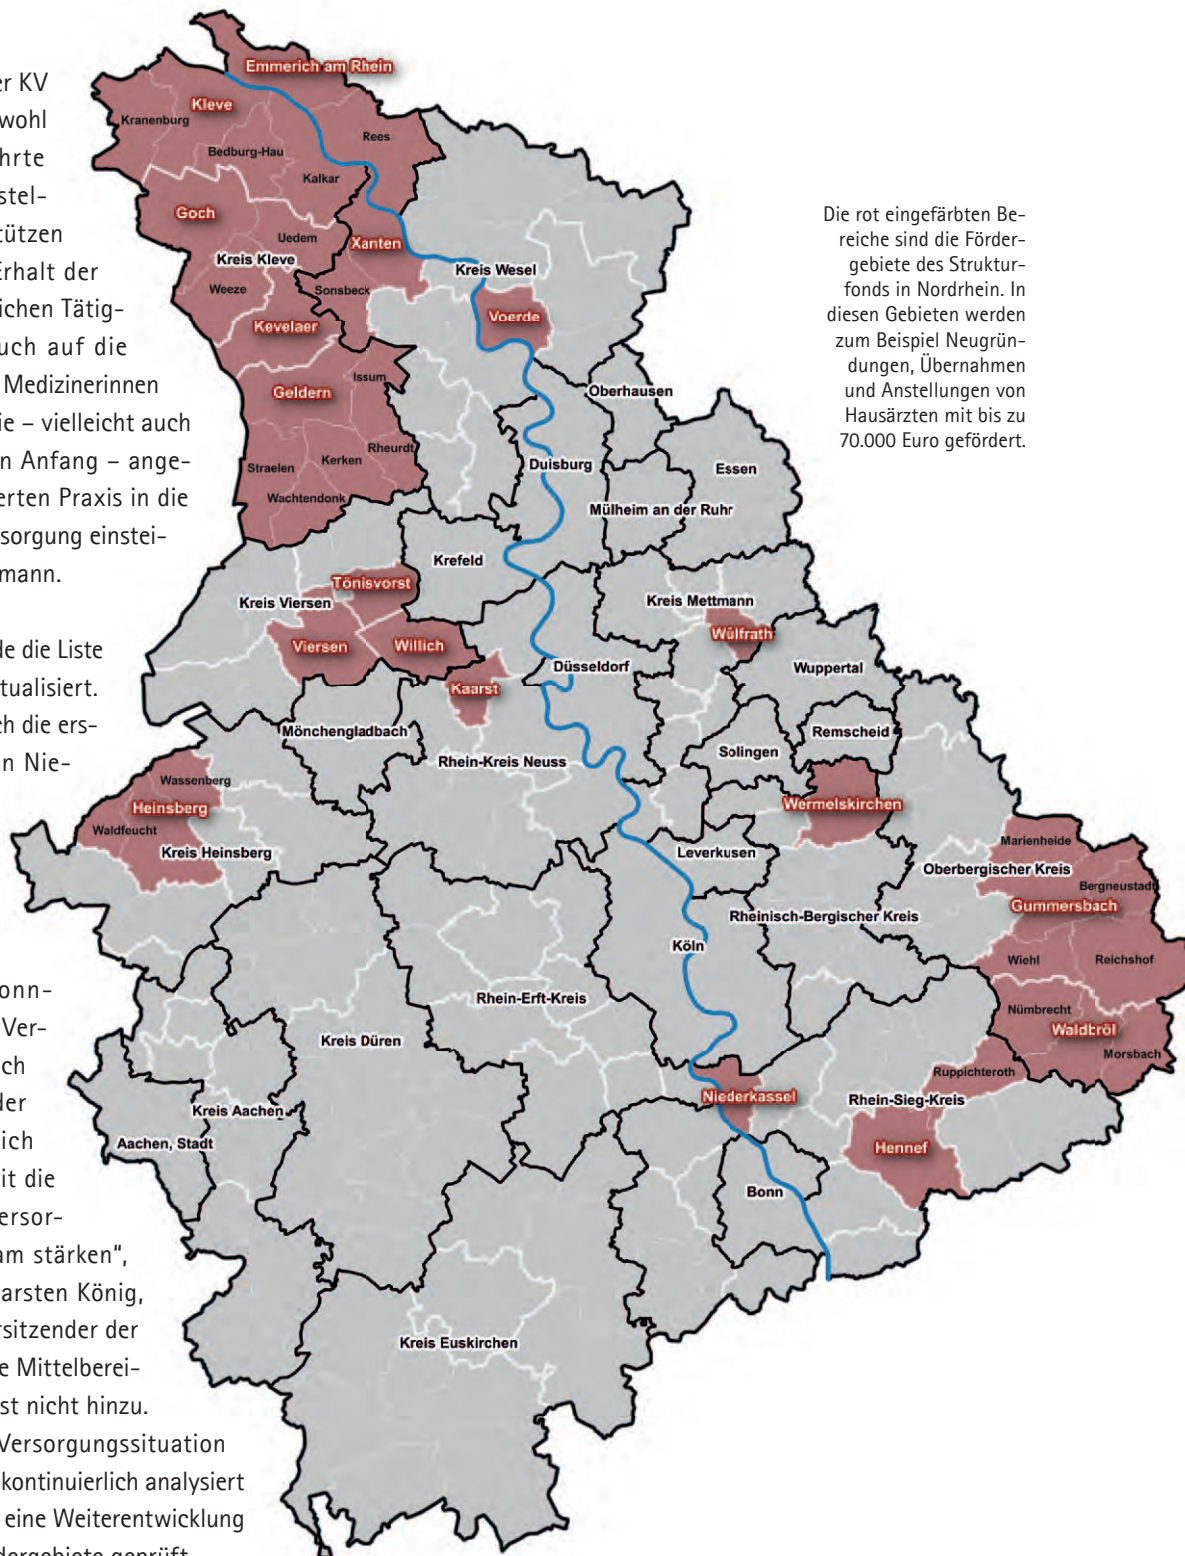 er KV
wohl
hrte
stel-
tützen
Erhalt der
lichen Tätig-
uch auf die
Medizinerinnen
ie – vielleicht auch
n Anfang – ange-
erten Praxis in die
sorgung einstei-
mann.
de die Liste
tualisiert.
ch die ers-
n Nie-
onn-
Ver-
ch
der
ich
it die
ersor-
am stärken“,
arsten König,
rsitzender der
e Mittelberei-
st nicht hinzu.
Versorgungssituation
kontinuierlich analysiert
eine Weiterentwicklung
dergebiete geprüft
Die rot eingefärbten Be-
reiche sind die Förder-
gebiete des Struktur-
fonds in Nordrhein. In
diesen Gebieten werden
zum Beispiel Neugrün-
dungen, Übernahmen
und Anstellungen von
Hausärzten mit bis zu
70.000 Euro gefördert.
Emmerich am Rhein
Kleve
Kranenburg
Rees
Bedburg-Hau
Kalkar
Goch
Uedem
Xanten
Kreis Kleve
Kreis Wesel
Weeze
Sonsbeck
Voerde
Kevelaer
Issum
Geldern
Oberhausen
Rheurdt
Kerken
Straelen
Duisburg
Essen
Wachtendonk
Mülheim an der Ruhr
Krefeld
Tönisvorst
Kreis Viersen
Kreis Mettmann
Viersen
Willich
Wülfrath
Düsseldorf
Wuppertal
Kaarst
Mönchengladbach
Remscheid
Solingen
Rhein-Kreis Neuss
Wassenberg
Heinsberg
Wermelskirchen
Waldfeucht
Marienheide
Kreis Heinsberg
Leverkusen
Oberbergischer Kreis
Bergneustadt
Gummersbach
Rheinisch-Bergischer Kreis
Köln
Wiehl
Reichshof
Rhein-Erft-Kreis
Nümbrecht
Waldbröl
Kreis Düren
Morsbach
Ruppichteroth
Niederkassel
Rhein-Sieg-Kreis
Kreis Aachen
Aachen, Stadt
Hennef
Bonn
Kreis Euskirchen